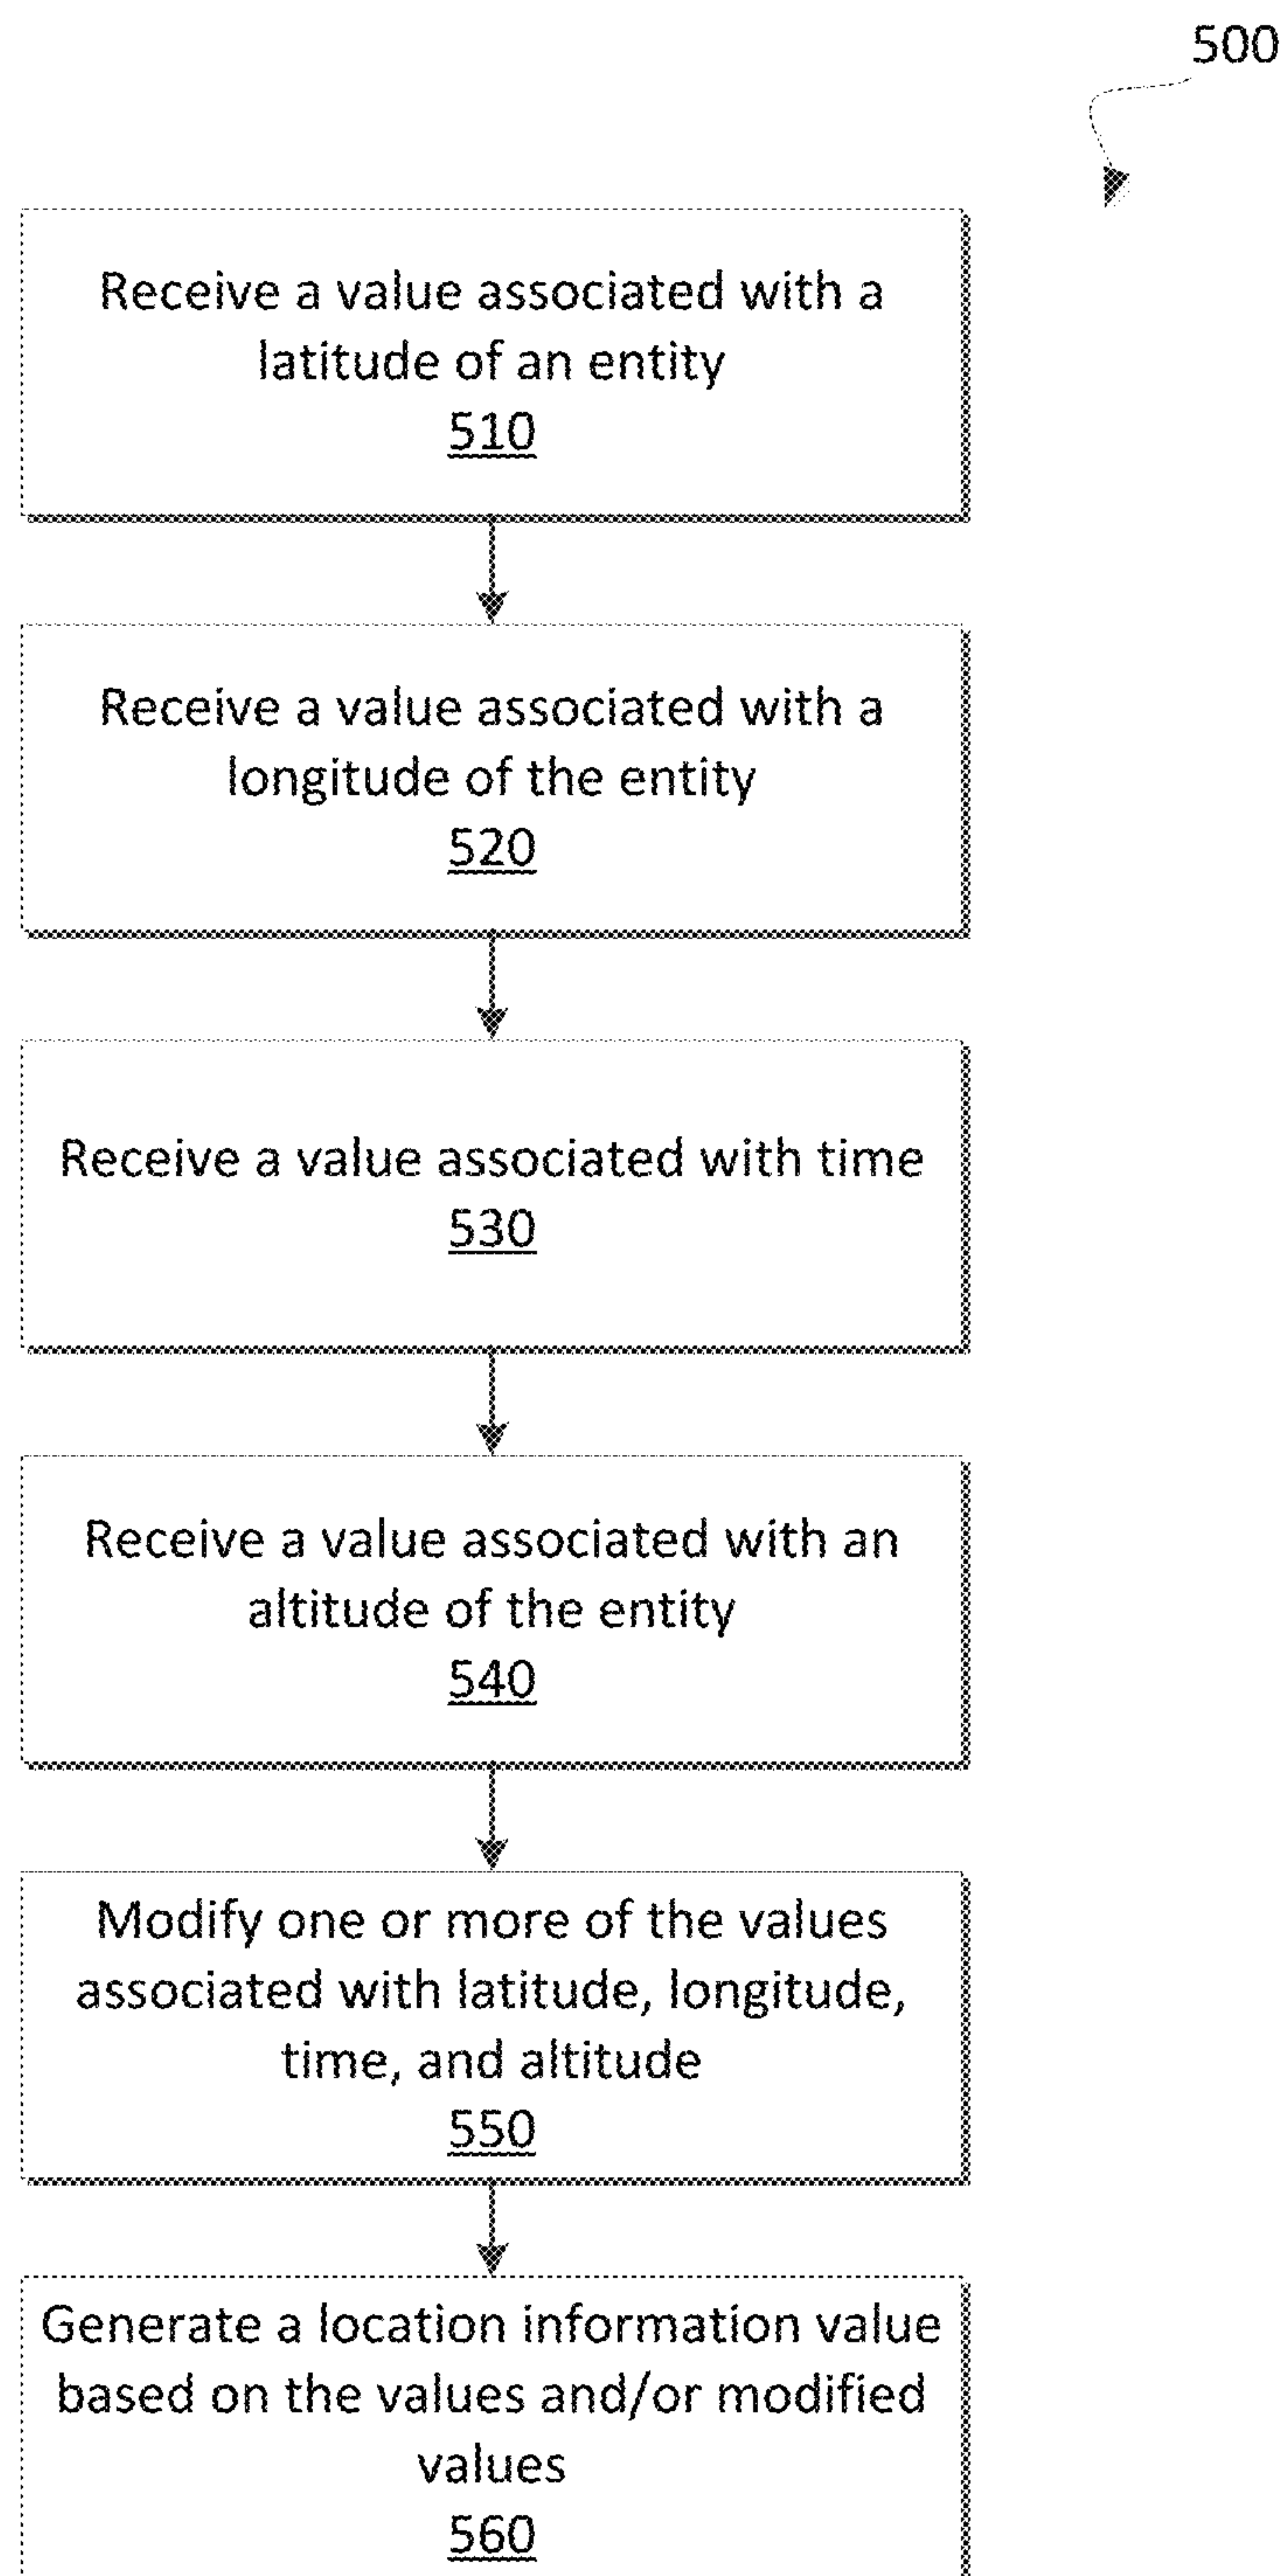 500
Receive a value associated with a
latitude of an entity
510
Receive a value associated with a
longitude of the entity
520
Receive a value associated with time
530
Receive a value associated with an
altitude of the entity
540
Modify one or more of the values
associated with latitude, longitude,
time, and altitude
550
Generate a location information value
based on the values and/or modified
values
560